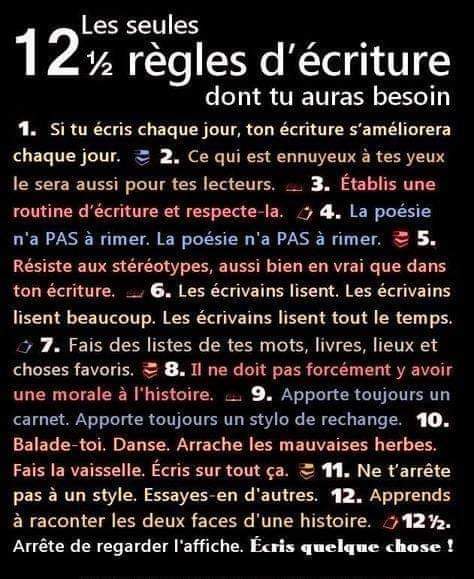 Les seules
12 ½ règles d'écriture
dont tu auras besoin
1. Si tu écris chaque jour, ton écriture s'améliorera
chaque jour. 2. Ce qui est ennuyeux à tes yeux
le sera aussi pour tes lecteurs. 3. Établis une
routine d'écriture et respecte-la. 4. La poésie
n'a PAS à rimer. La poésie n'a PAS à rimer. 5.
Résiste aux stéréotypes, aussi bien en vrai que dans
ton écriture. 6. Les écrivains lisent. Les écrivains
lisent beaucoup. Les écrivains lisent tout le temps.
7. Fais des listes de tes mots, livres, lieux et
choses favoris. 8. Il ne doit pas forcément y avoir
une morale à l'histoire. 9. Apporte toujours un
carnet. Apporte toujours un stylo de rechange. 10.
Balade-toi. Danse. Arrache les mauvaises herbes.
Fais la vaisselle. Écris sur tout ça. 11. Ne t'arrête
pas à un style. Essayes-en d'autres. 12. Apprends
à raconter les deux faces d'une histoire. 12 ½.
Arrête de regarder l'affiche. Écris quelque chose !